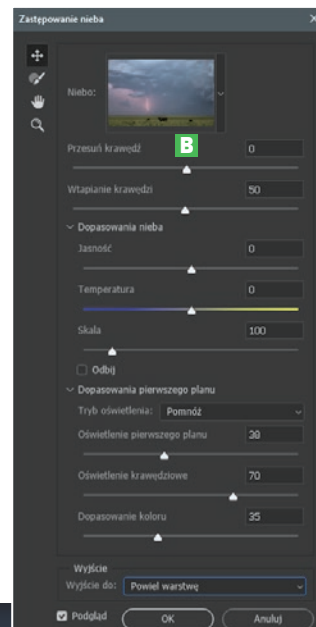 Zastępowanie nieba
Niebo:
B
Przesuń krawędź 0
Wtapianie krawędzi 50
Dopasowania nieba
Jasność 0
Temperatura 0
Skala 100
Odbij
Dopasowania pierwszego planu
Tryb oświetlenia: Pomnóż
Oświetlenie pierwszego planu 38
Oświetlenie krawędziowe 70
Dopasowanie koloru 35
Wyjście
Wyjście do: Powiel warstwę
Podgląd OK Anuluj